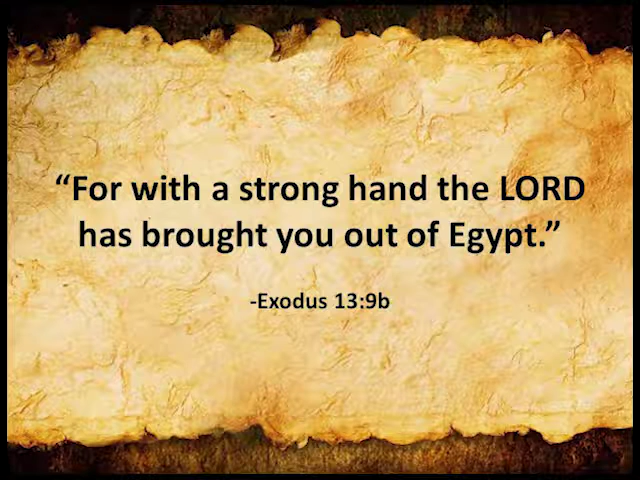 “For with a strong hand the LORD
has brought you out of Egypt.”
-Exodus 13:9b